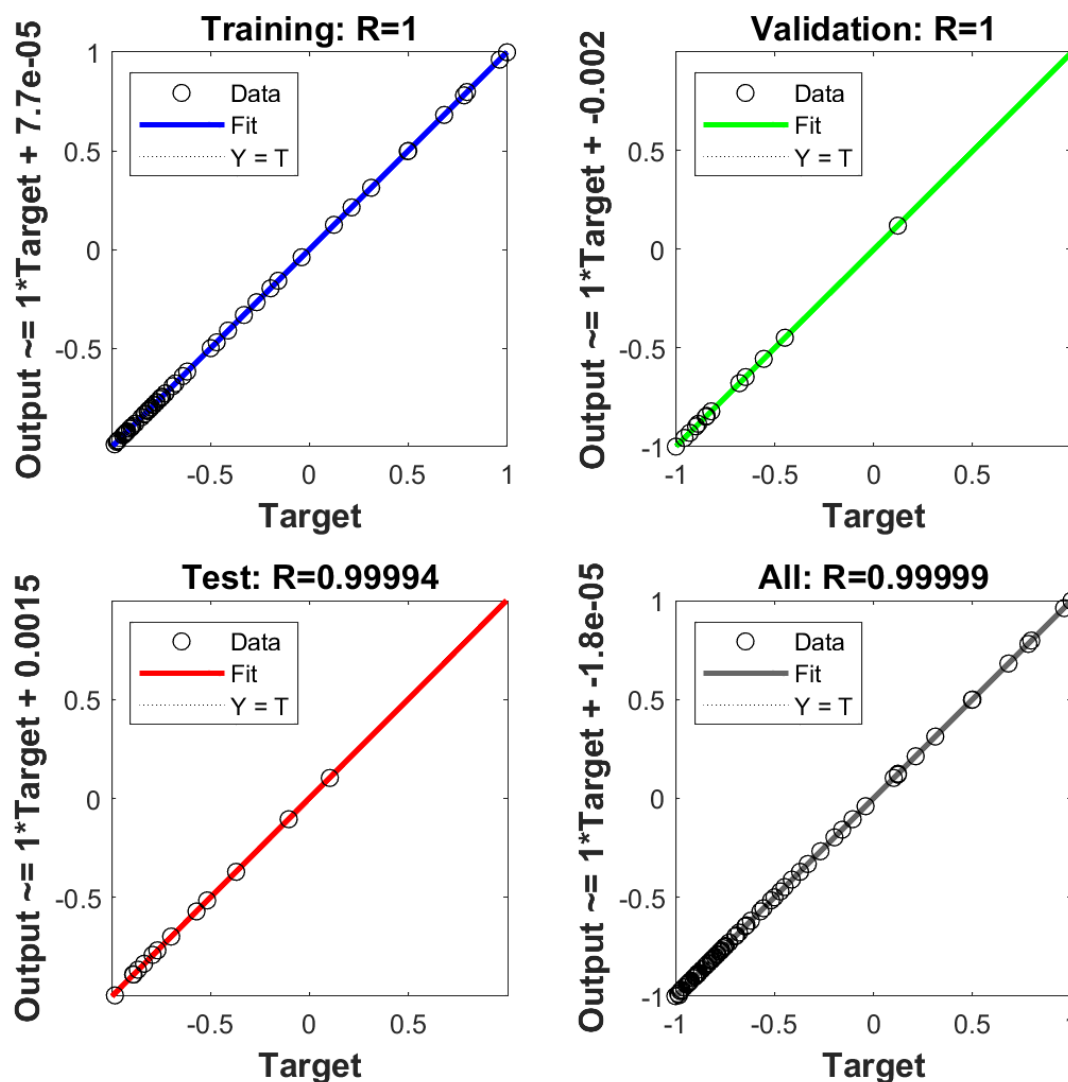 Training: R=1
Output ~= 1*Target + 7.7e-05
1
0.5
0
-0.5
Data
Fit
Y = T
-0.5
0
0.5
1
Target
Validation: R=1
Output ~= 1*Target + -0.002
0.5
0
-0.5
-1
Data
Fit
Y = T
-1
-0.5
0
0.5
Target
Test: R=0.99994
Output ~= 1*Target + 0.0015
0.5
0
-0.5
Data
Fit
Y = T
-0.5
0
0.5
Target
All: R=0.99999
Output ~= 1*Target + -1.8e-05
1
0.5
0
-0.5
-1
Data
Fit
Y = T
-1
-0.5
0
0.5
Target